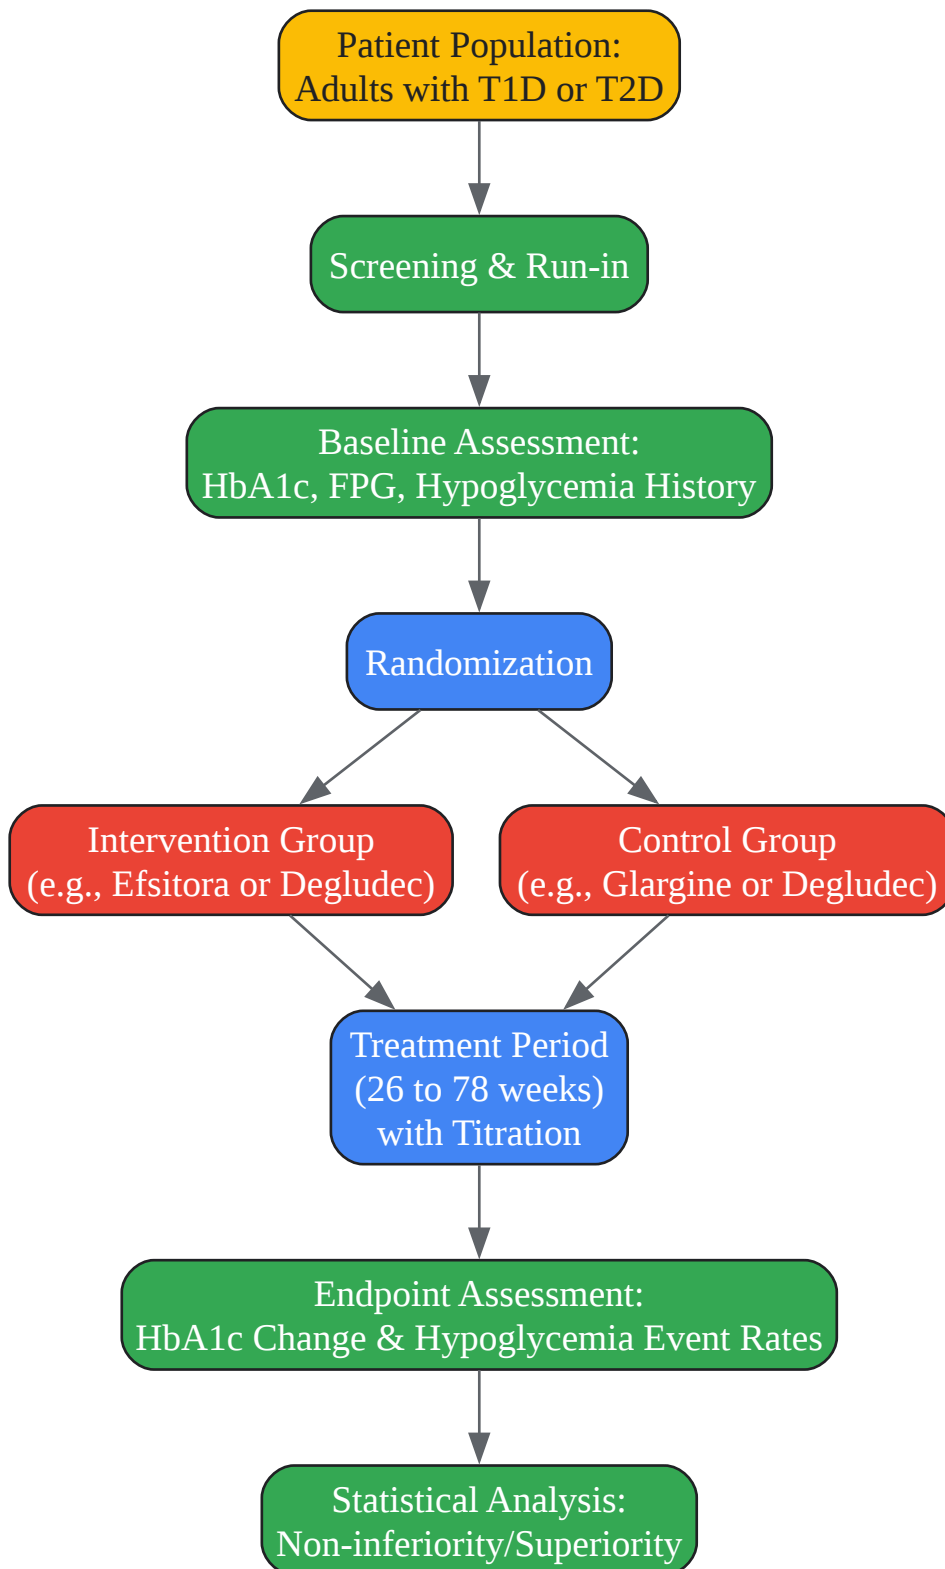 Patient Population:
Adults with T1D or T2D
Screening & Run-in
Baseline Assessment:
HbA1c, FPG, Hypoglycemia History
Randomization
Intervention Group
(e.g., Efsitora or Degludec)
Control Group
(e.g., Glargine or Degludec)
Treatment Period
(26 to 78 weeks)
with Titration
Endpoint Assessment:
HbA1c Change & Hypoglycemia Event Rates
Statistical Analysis:
Non-inferiority/Superiority